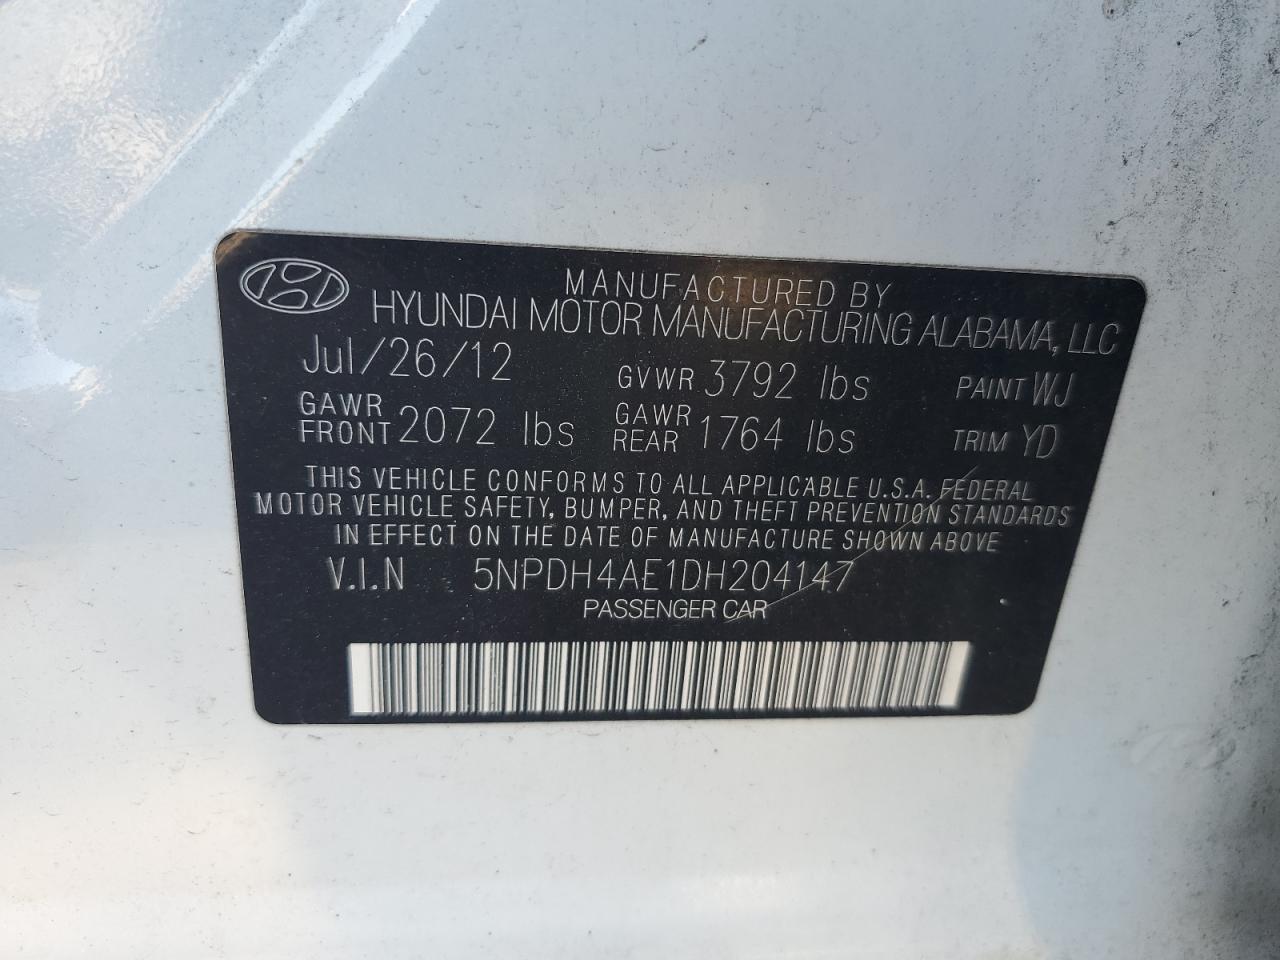 MANUFACTURED BY
HYUNDAI MOTOR MANUFACTURING ALABAMA, LLC
Jul/26/12 GVWR 3792 lbs PAINT WJ
GAWR FRONT 2072 lbs GAWR REAR 1764 lbs TRIM YD
THIS VEHICLE CONFORMS TO ALL APPLICABLE U.S.A. FEDERAL
MOTOR VEHICLE SAFETY, BUMPER, AND THEFT PREVENTION STANDARDS
IN EFFECT ON THE DATE OF MANUFACTURE SHOWN ABOVE
V.I.N 5NPDH4AE1DH204147
PASSENGER CAR